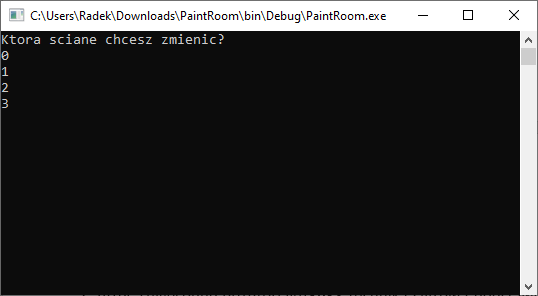 C:\Users\Radek\Downloads\PaintRoom\bin\Debug\PaintRoom.exe
Ktora sciane chcesz zmienic?
0
1
2
3